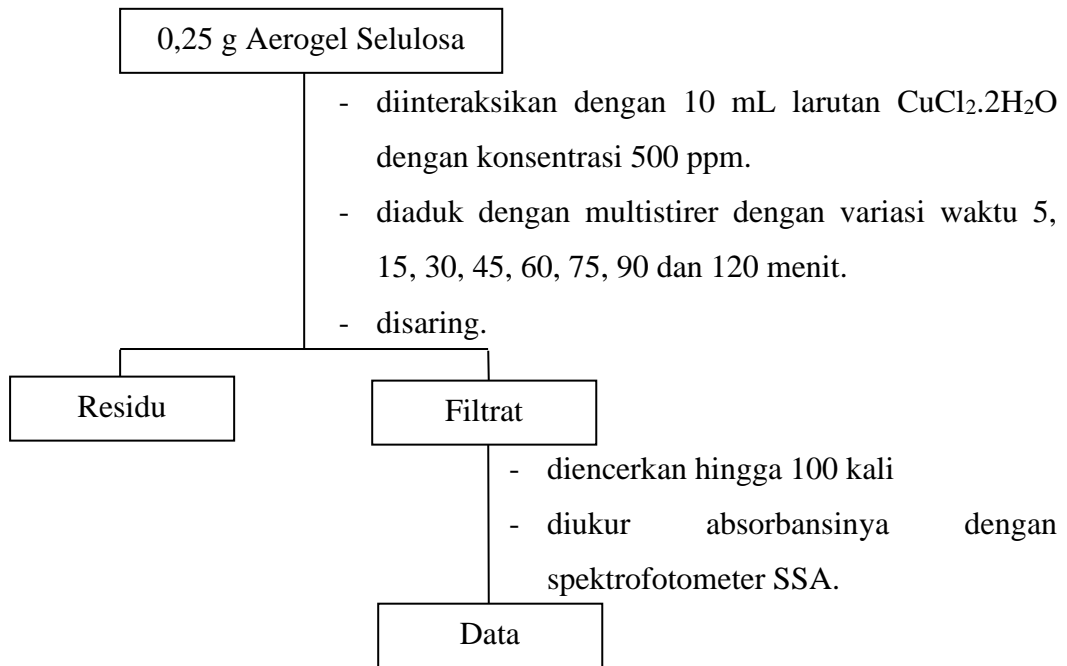 0,25 g Aerogel Selulosa
- diinteraksikan dengan 10 mL larutan CuCl₂.2H₂O
dengan konsentrasi 500 ppm.
- diaduk dengan multistirer dengan variasi waktu 5,
15, 30, 45, 60, 75, 90 dan 120 menit.
- disaring.
Residu
Filtrat
- diencerkan hingga 100 kali
- diukur absorbansinya dengan
spektrofotometer SSA.
Data